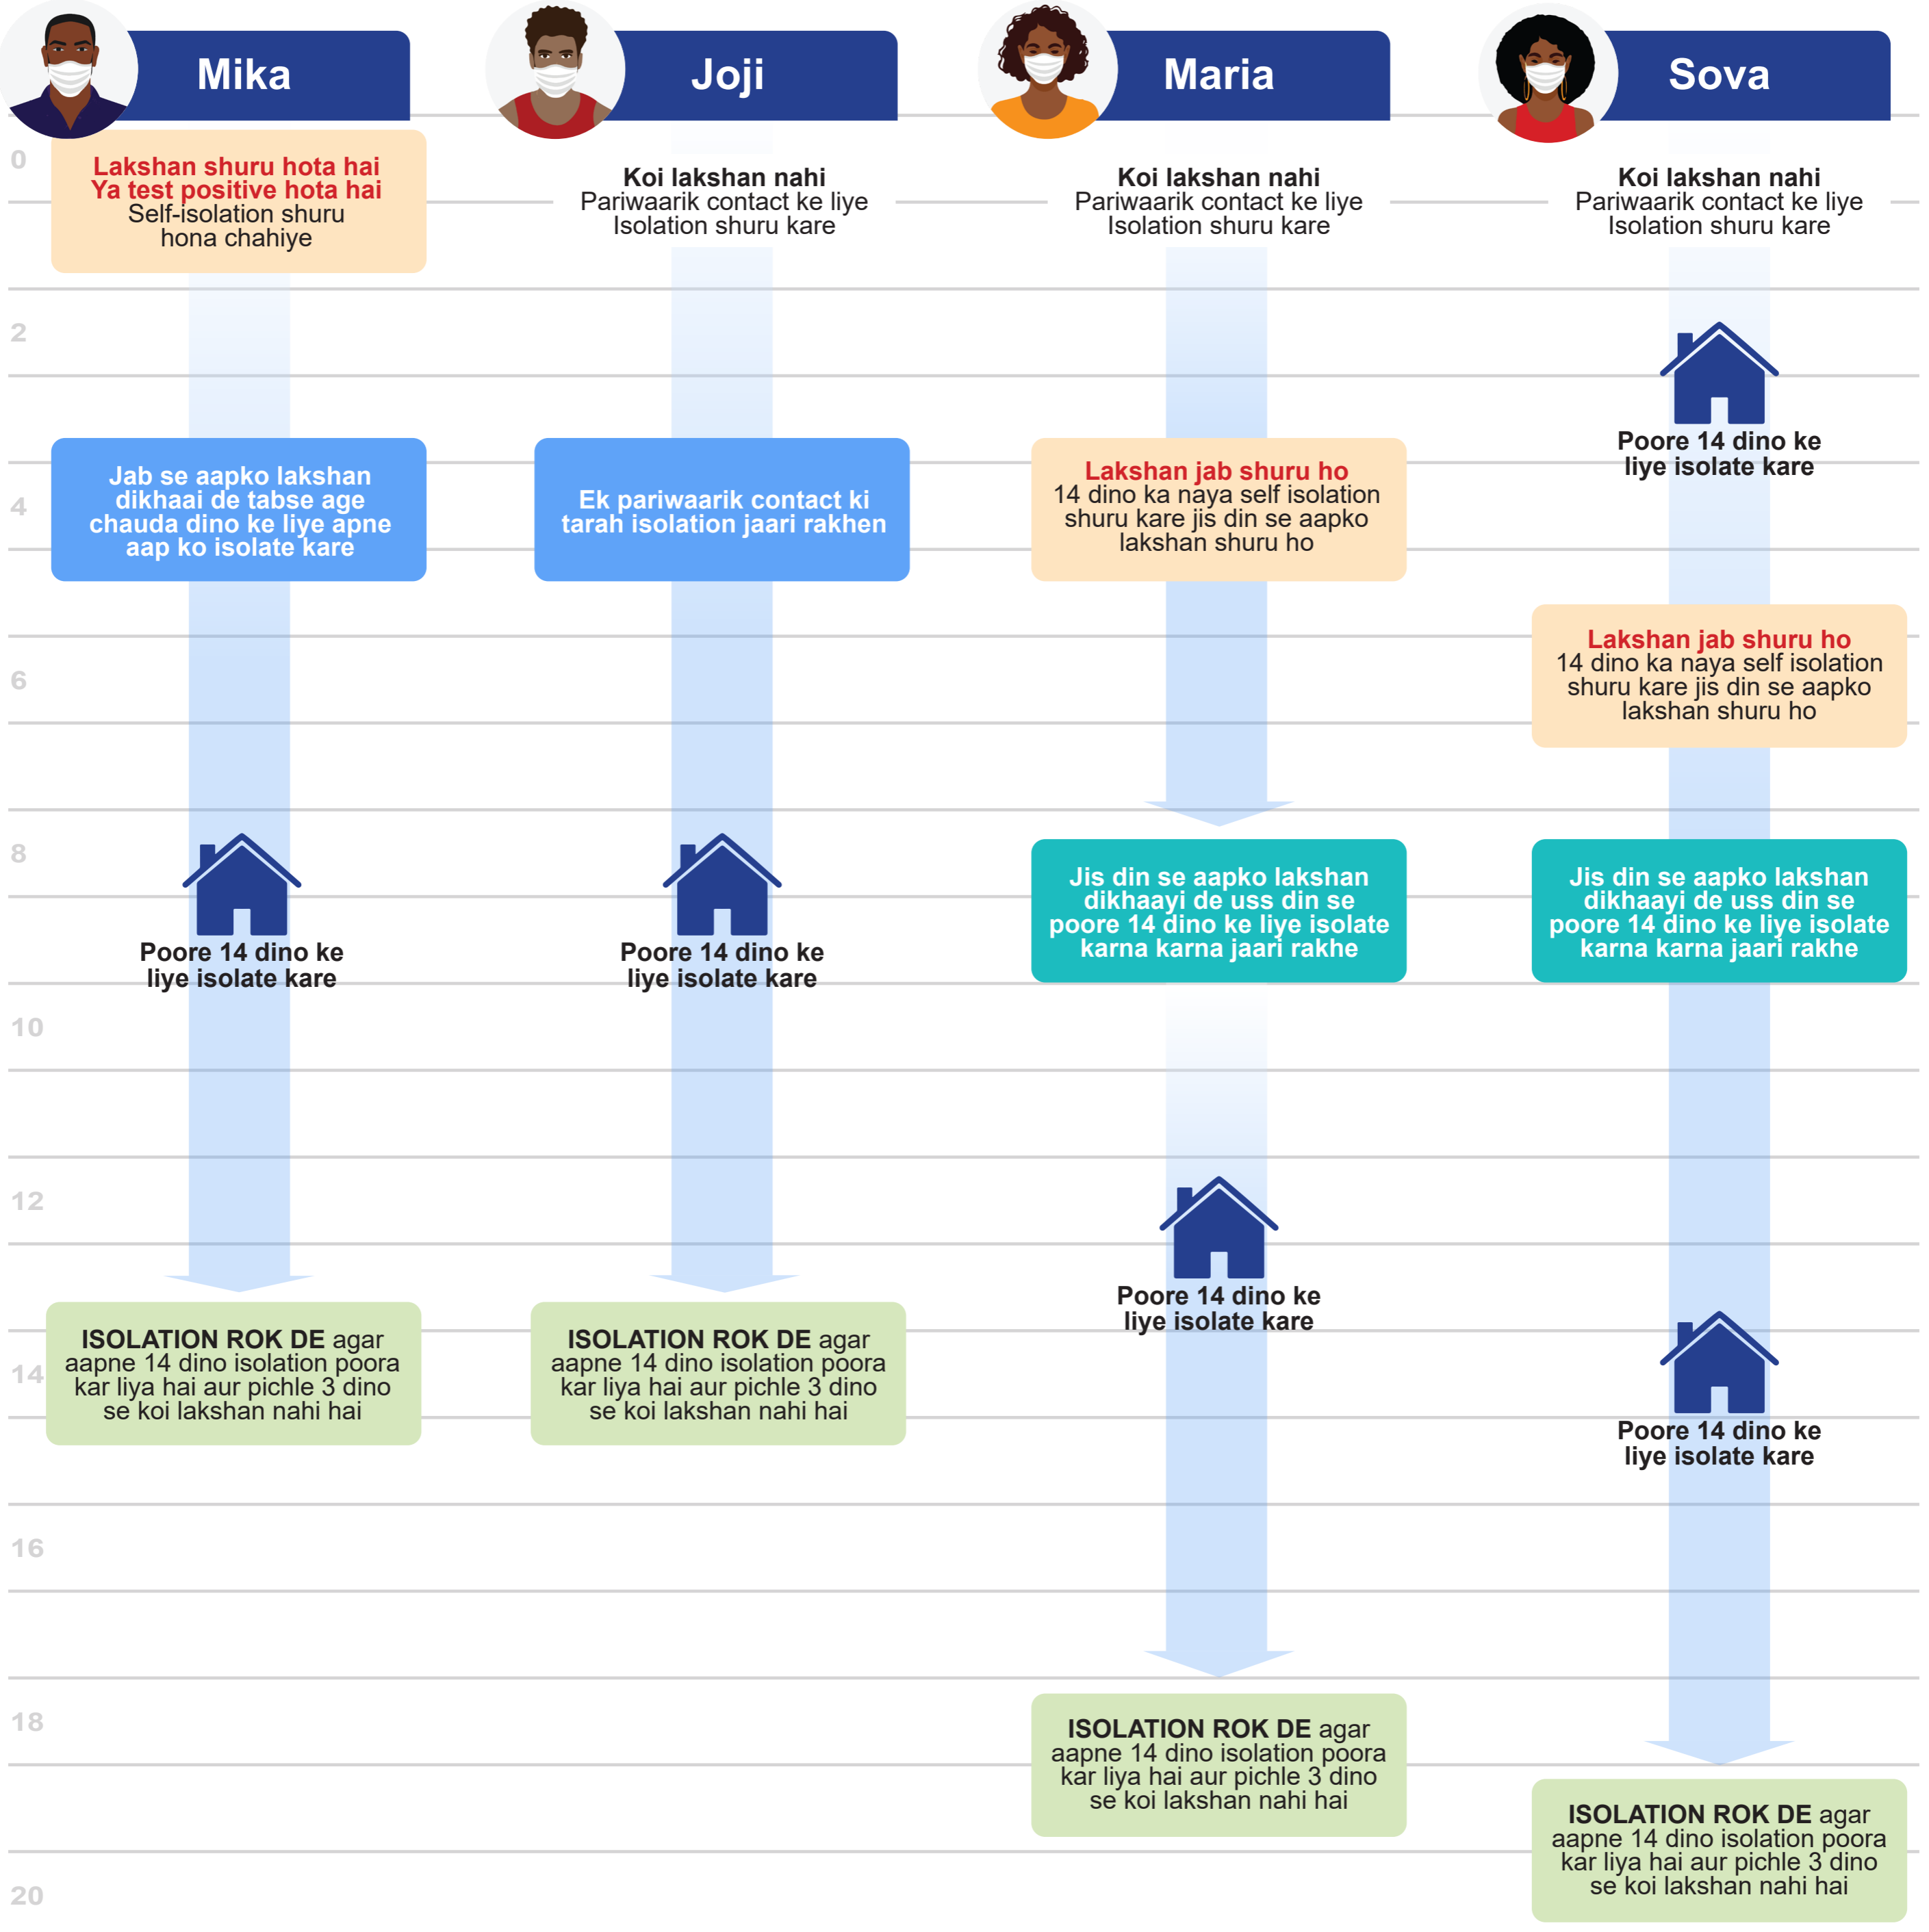 Mika
Joji
Maria
Sova
0
Lakshan shuru hota hai
Ya test positive hota hai
Self-isolation shuru
hona chahiye
Koi lakshan nahi
Pariwaarik contact ke liye
Isolation shuru kare
Koi lakshan nahi
Pariwaarik contact ke liye
Isolation shuru kare
Koi lakshan nahi
Pariwaarik contact ke liye
Isolation shuru kare
2
Poore 14 dino ke
liye isolate kare
4
Jab se aapko lakshan
dikhaai de tabse age
chauda dino ke liye apne
aap ko isolate kare
Ek pariwaarik contact ki
tarah isolation jaari rakhen
Lakshan jab shuru ho
14 dino ka naya self isolation
shuru kare jis din se aapko
lakshan shuru ho
6
Lakshan jab shuru ho
14 dino ka naya self isolation
shuru kare jis din se aapko
lakshan shuru ho
8
Poore 14 dino ke
liye isolate kare
Poore 14 dino ke
liye isolate kare
Jis din se aapko lakshan
dikhaayi de uss din se
poore 14 dino ke liye isolate
karna karna jaari rakhe
Jis din se aapko lakshan
dikhaayi de uss din se
poore 14 dino ke liye isolate
karna karna jaari rakhe
10
12
Poore 14 dino ke
liye isolate kare
14
ISOLATION ROK DE agar
aapne 14 dino isolation poora
kar liya hai aur pichle 3 dino
se koi lakshan nahi hai
ISOLATION ROK DE agar
aapne 14 dino isolation poora
kar liya hai aur pichle 3 dino
se koi lakshan nahi hai
Poore 14 dino ke
liye isolate kare
16
18
ISOLATION ROK DE agar
aapne 14 dino isolation poora
kar liya hai aur pichle 3 dino
se koi lakshan nahi hai
ISOLATION ROK DE agar
aapne 14 dino isolation poora
kar liya hai aur pichle 3 dino
se koi lakshan nahi hai
20